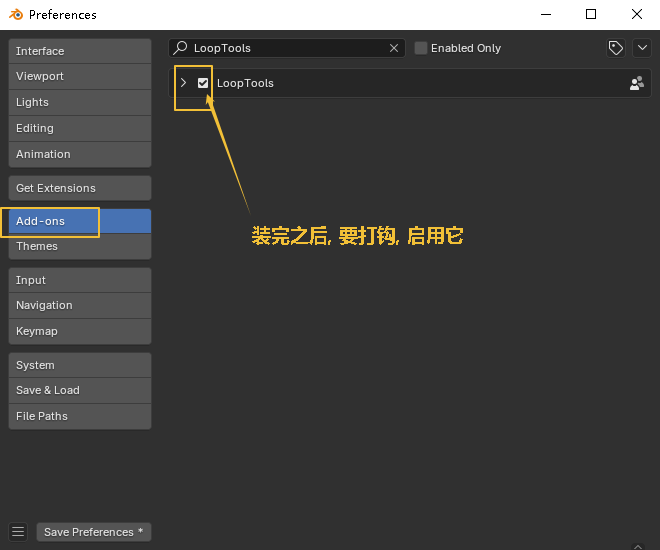 Preferences
Interface
Viewport
Lights
Editing
Animation
Get Extensions
Add-ons
Themes
Input
Navigation
Keymap
System
Save & Load
File Paths
Save Preferences *
LoopTools
Enabled Only
LoopTools
装完之后, 要打钩, 启用它